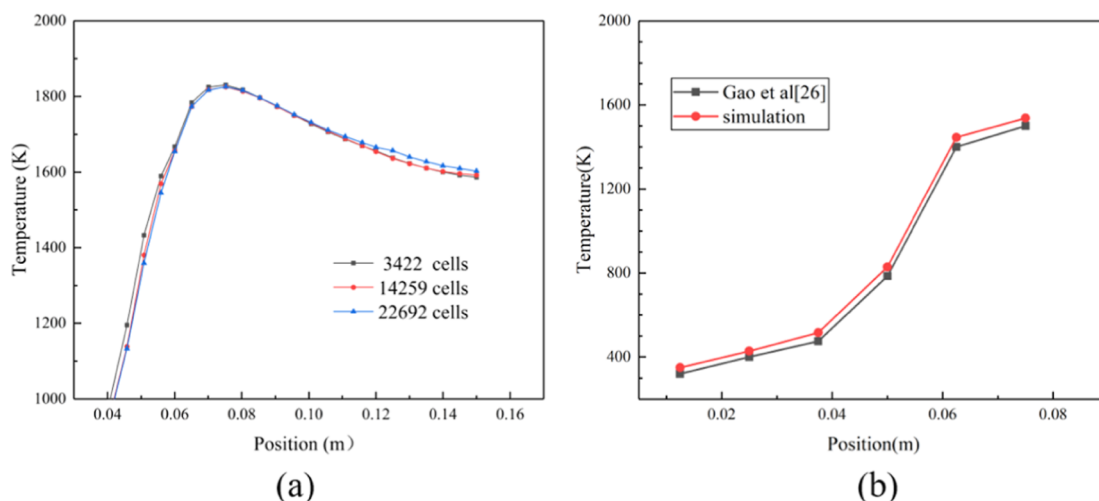 2000
1800
1600
1400
1200
1000
Temperature (K)
3422 cells
14259 cells
22692 cells
0.04 0.06 0.08 0.10 0.12 0.14 0.16
Position (m）
(a)
2000
1600
1200
800
400
Temperature(K)
Gao et al[26]
simulation
0.02 0.04 0.06 0.08
Position(m)
(b)